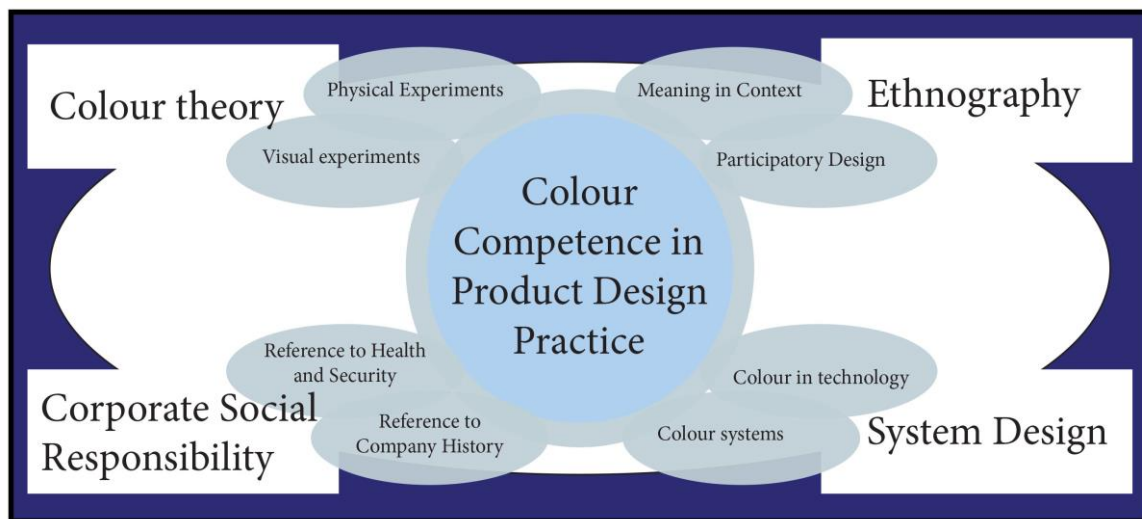 Colour theory
Physical Experiments
Visual experiments
Meaning in Context
Participatory Design
Ethnography
Colour
Competence in
Product Design
Practice
Reference to Health
and Security
Reference to
Company History
Corporate Social
Responsibility
Colour in technology
Colour systems
System Design